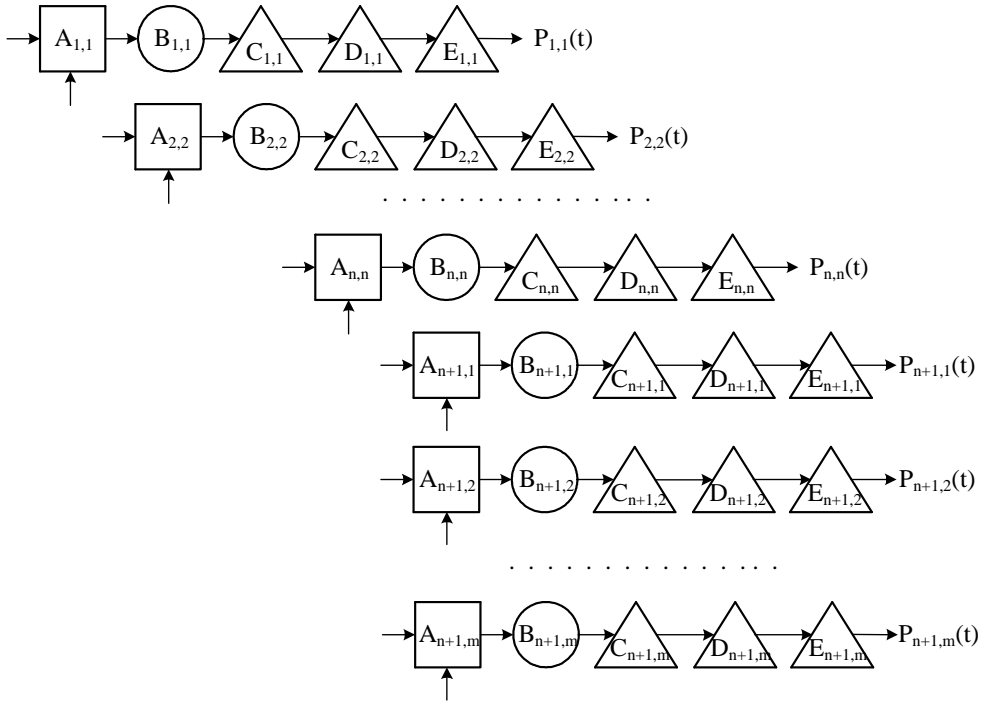 A1,1 B1,1 C1,1 D1,1 E1,1 P1,1(t)
A2,2 B2,2 C2,2 D2,2 E2,2 P2,2(t)
. . . . . . . . . . . . . . .
An,n Bn,n Cn,n Dn,n En,n Pn,n(t)
An+1,1 Bn+1,1 Cn+1,1 Dn+1,1 En+1,1 Pn+1,1(t)
An+1,2 Bn+1,2 Cn+1,2 Dn+1,2 En+1,2 Pn+1,2(t)
. . . . . . . . . . . . . . .
An+1,m Bn+1,m Cn+1,m Dn+1,m En+1,m Pn+1,m(t)